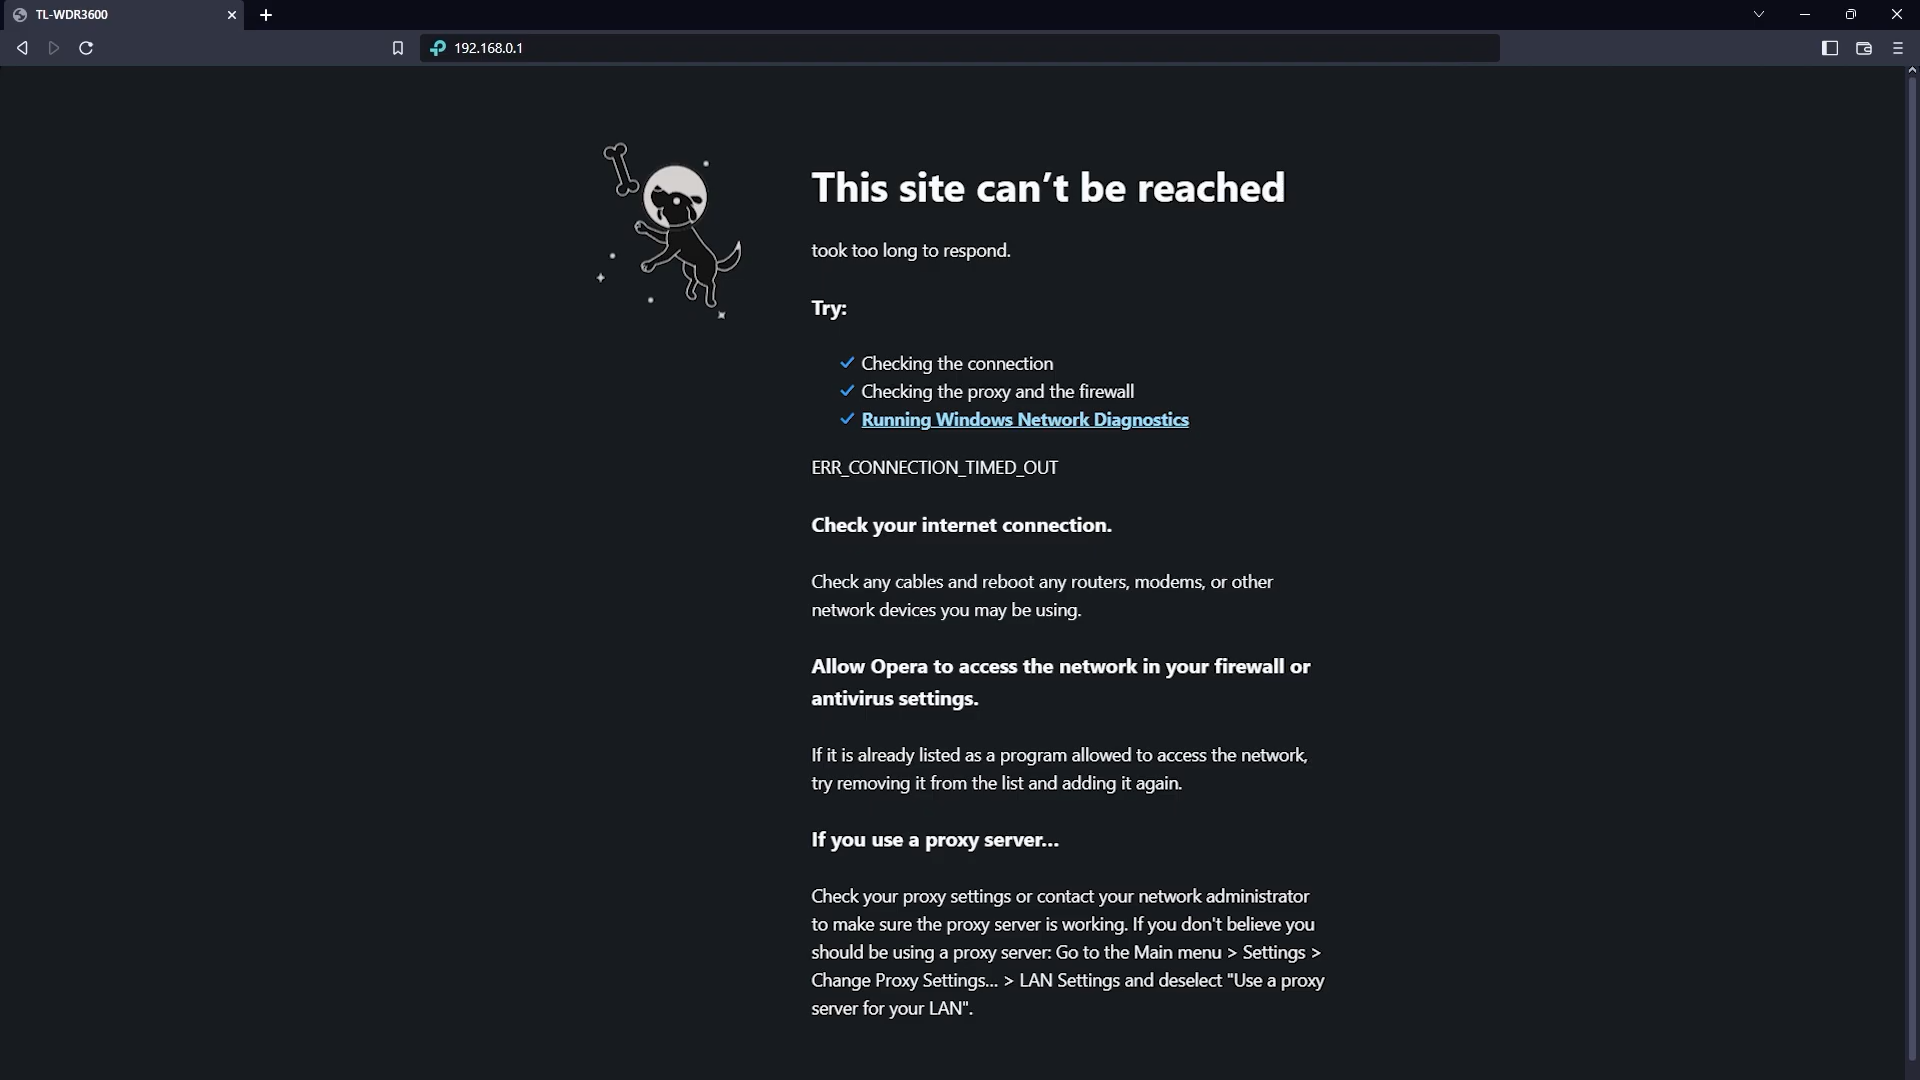 TL-WDR3600
192.168.0.1
This site can’t be reached
took too long to respond.
Try:
Checking the connection
Checking the proxy and the firewall
Running Windows Network Diagnostics
ERR_CONNECTION_TIMED_OUT
Check your internet connection.
Check any cables and reboot any routers, modems, or other
network devices you may be using.
Allow Opera to access the network in your firewall or
antivirus settings.
If it is already listed as a program allowed to access the network,
try removing it from the list and adding it again.
If you use a proxy server...
Check your proxy settings or contact your network administrator
to make sure the proxy server is working. If you don't believe you
should be using a proxy server: Go to the Main menu > Settings >
Change Proxy Settings... > LAN Settings and deselect "Use a proxy
server for your LAN".